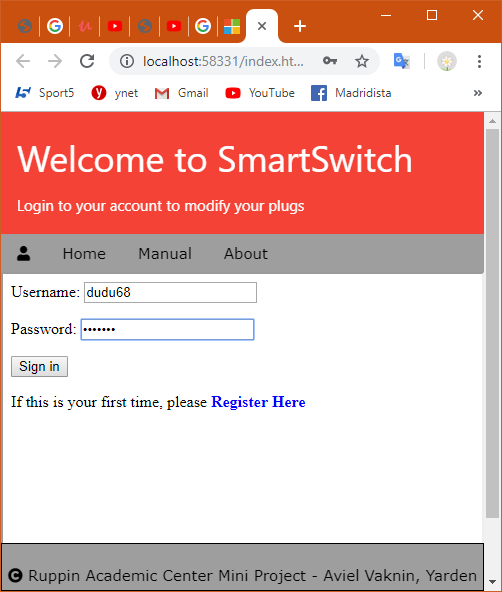 localhost:58331/index.ht...
Sport5 ynet Gmail YouTube Madridista »
Welcome to SmartSwitch
Login to your account to modify your plugs
Home Manual About
Username: dudu68
Password: •••••••
Sign in
If this is your first time, please Register Here
Ruppin Academic Center Mini Project - Aviel Vaknin, Yarden